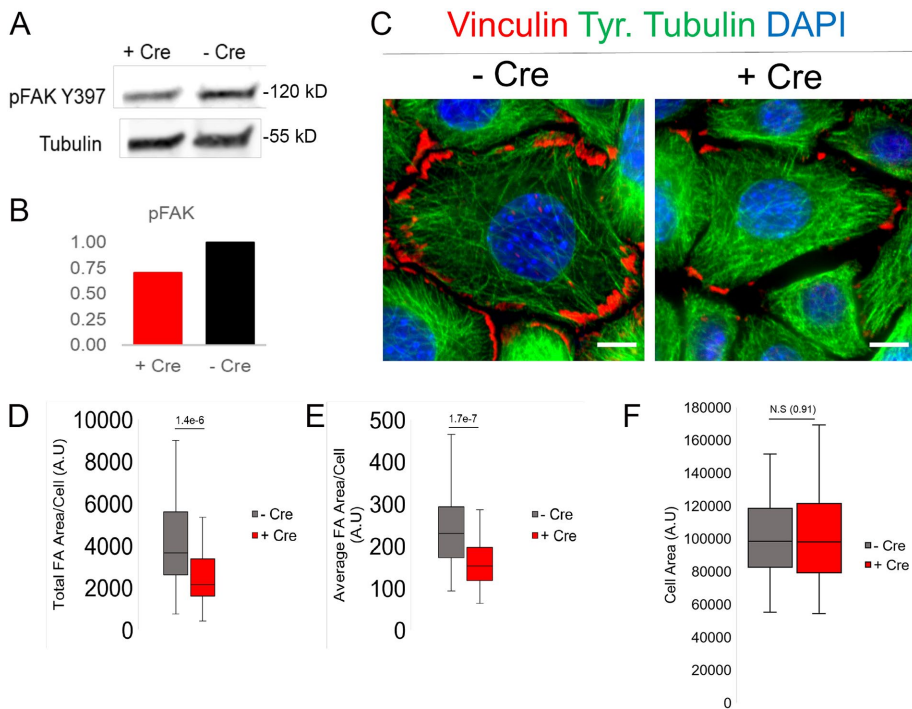 A
+ Cre
- Cre
pFAK Y397
-120 kD
Tubulin
-55 kD
B
pFAK
1.00
0.75
0.50
0.25
0.00
+ Cre
- Cre
C
Vinculin Tyr. Tubulin DAPI
- Cre
+ Cre
D
Total FA Area/Cell (A.U)
10000
8000
6000
4000
2000
0
1.4e-6
- Cre
+ Cre
E
Average FA Area/Cell
(A.U)
500
400
300
200
100
0
1.7e-7
- Cre
+ Cre
F
Cell Area (A.U)
180000
160000
140000
120000
100000
80000
60000
40000
20000
0
N.S (0.91)
- Cre
+ Cre